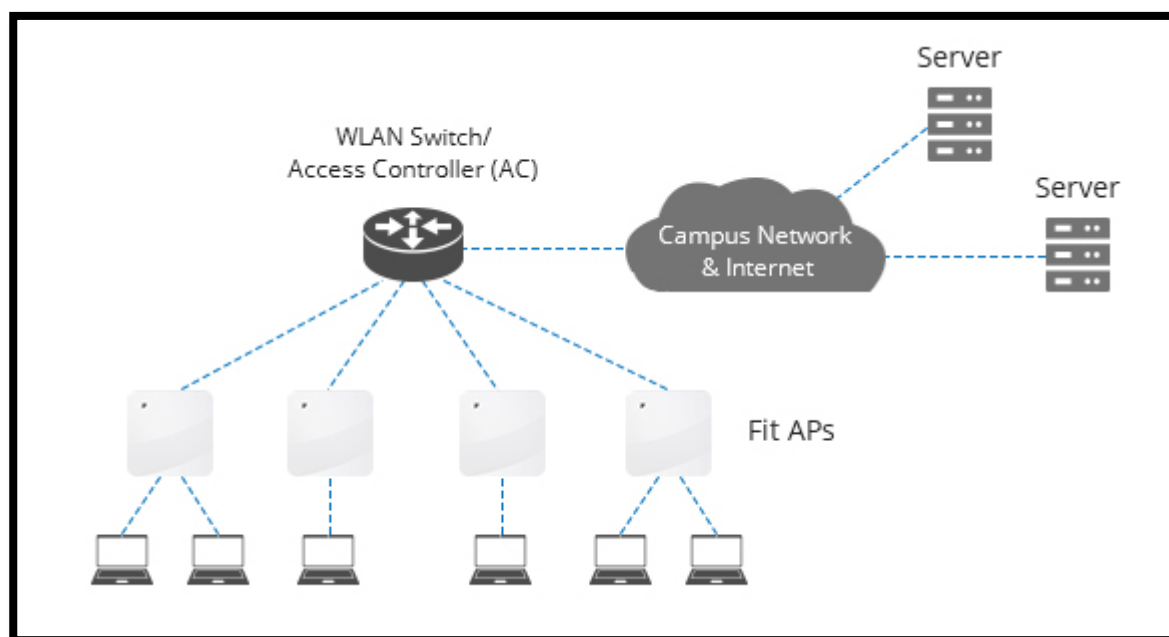 Server
WLAN Switch/
Access Controller (AC)
Server
Campus Network
& Internet
Fit APs